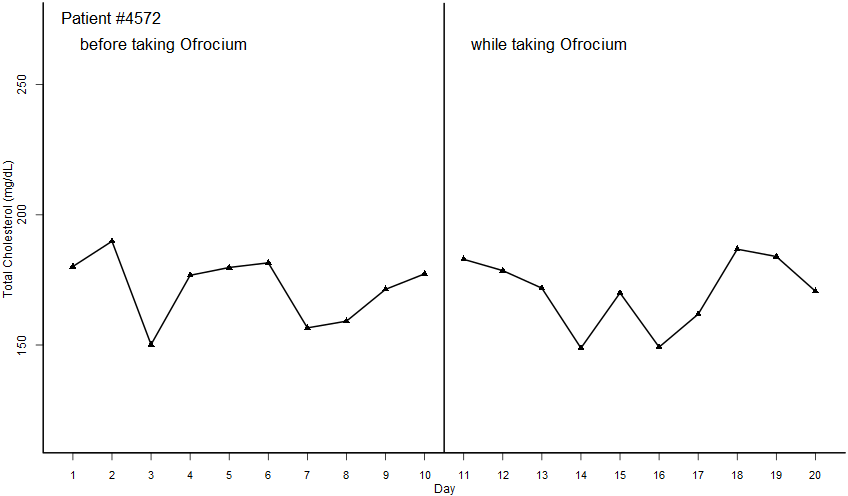 Patient #4572
before taking Ofrocium
while taking Ofrocium
250
200
150
Total Cholesterol (mg/dL)
1 2 3 4 5 6 7 8 9 10 11 12 13 14 15 16 17 18 19 20
Day